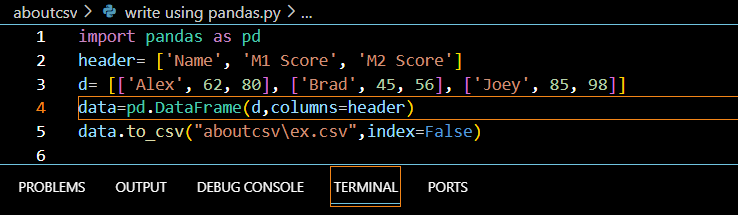 aboutcsv > write using pandas.py > ...
1 import pandas as pd
2 header= ['Name', 'M1 Score', 'M2 Score']
3 d= [['Alex', 62, 80], ['Brad', 45, 56], ['Joey', 85, 98]]
4 data=pd.DataFrame(d,columns=header)
5 data.to_csv("aboutcsv\ex.csv",index=False)
6
PROBLEMS OUTPUT DEBUG CONSOLE TERMINAL PORTS